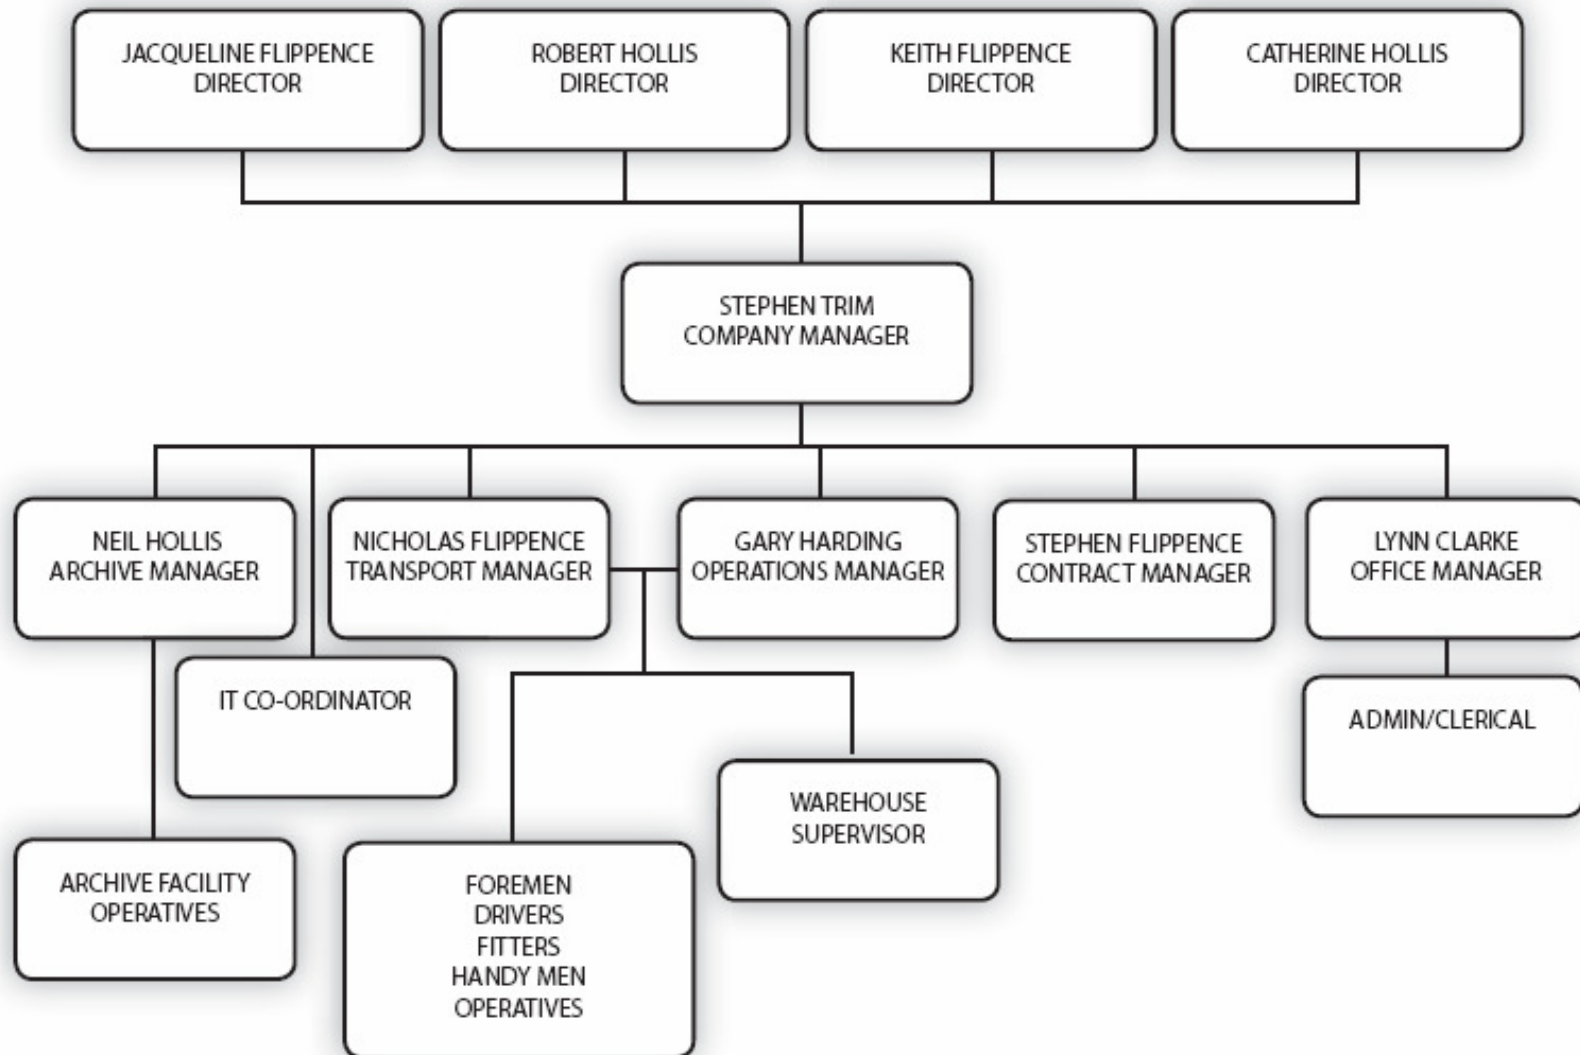 JACQUELINE FLIPPENCE
DIRECTOR
ROBERT HOLLIS
DIRECTOR
KEITH FLIPPENCE
DIRECTOR
CATHERINE HOLLIS
DIRECTOR
STEPHEN TRIM
COMPANY MANAGER
NEIL HOLLIS
ARCHIVE MANAGER
NICHOLAS FLIPPENCE
TRANSPORT MANAGER
GARY HARDING
OPERATIONS MANAGER
STEPHEN FLIPPENCE
CONTRACT MANAGER
LYNN CLARKE
OFFICE MANAGER
IT CO-ORDINATOR
ADMIN/CLERICAL
WAREHOUSE
SUPERVISOR
ARCHIVE FACILITY
OPERATIVES
FOREMEN
DRIVERS
FITTERS
HANDY MEN
OPERATIVES